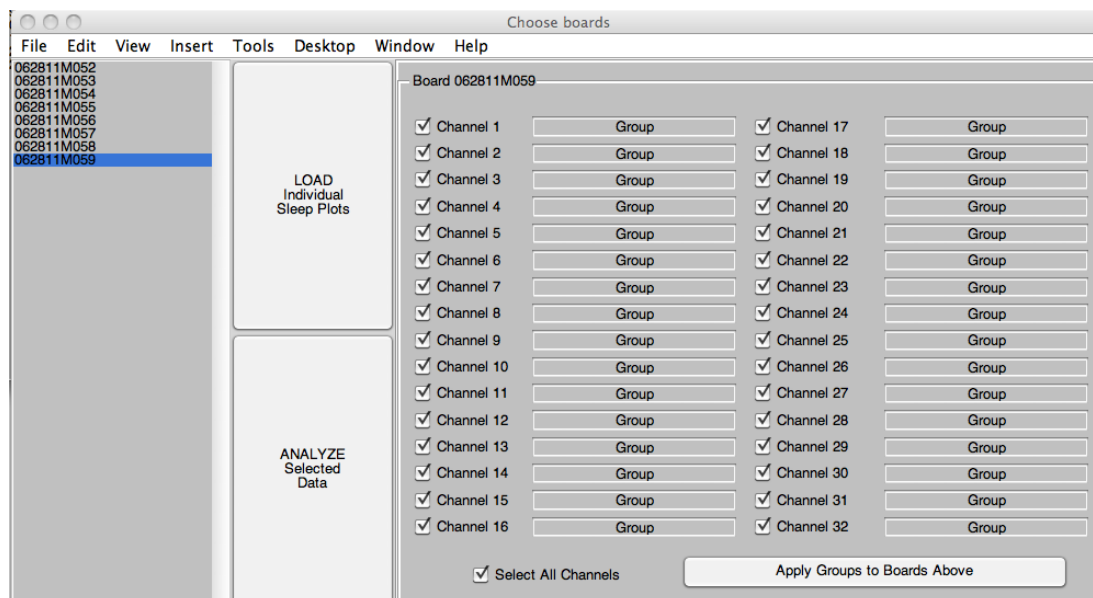 Choose boards
File Edit View Insert Tools Desktop Window Help
062811M052
062811M053
062811M054
062811M055
062811M056
062811M057
062811M058
062811M059
LOAD
Individual
Sleep Plots
ANALYZE
Selected
Data
Board 062811M059
Channel 1 Group Channel 17 Group
Channel 2 Group Channel 18 Group
Channel 3 Group Channel 19 Group
Channel 4 Group Channel 20 Group
Channel 5 Group Channel 21 Group
Channel 6 Group Channel 22 Group
Channel 7 Group Channel 23 Group
Channel 8 Group Channel 24 Group
Channel 9 Group Channel 25 Group
Channel 10 Group Channel 26 Group
Channel 11 Group Channel 27 Group
Channel 12 Group Channel 28 Group
Channel 13 Group Channel 29 Group
Channel 14 Group Channel 30 Group
Channel 15 Group Channel 31 Group
Channel 16 Group Channel 32 Group
Select All Channels Apply Groups to Boards Above